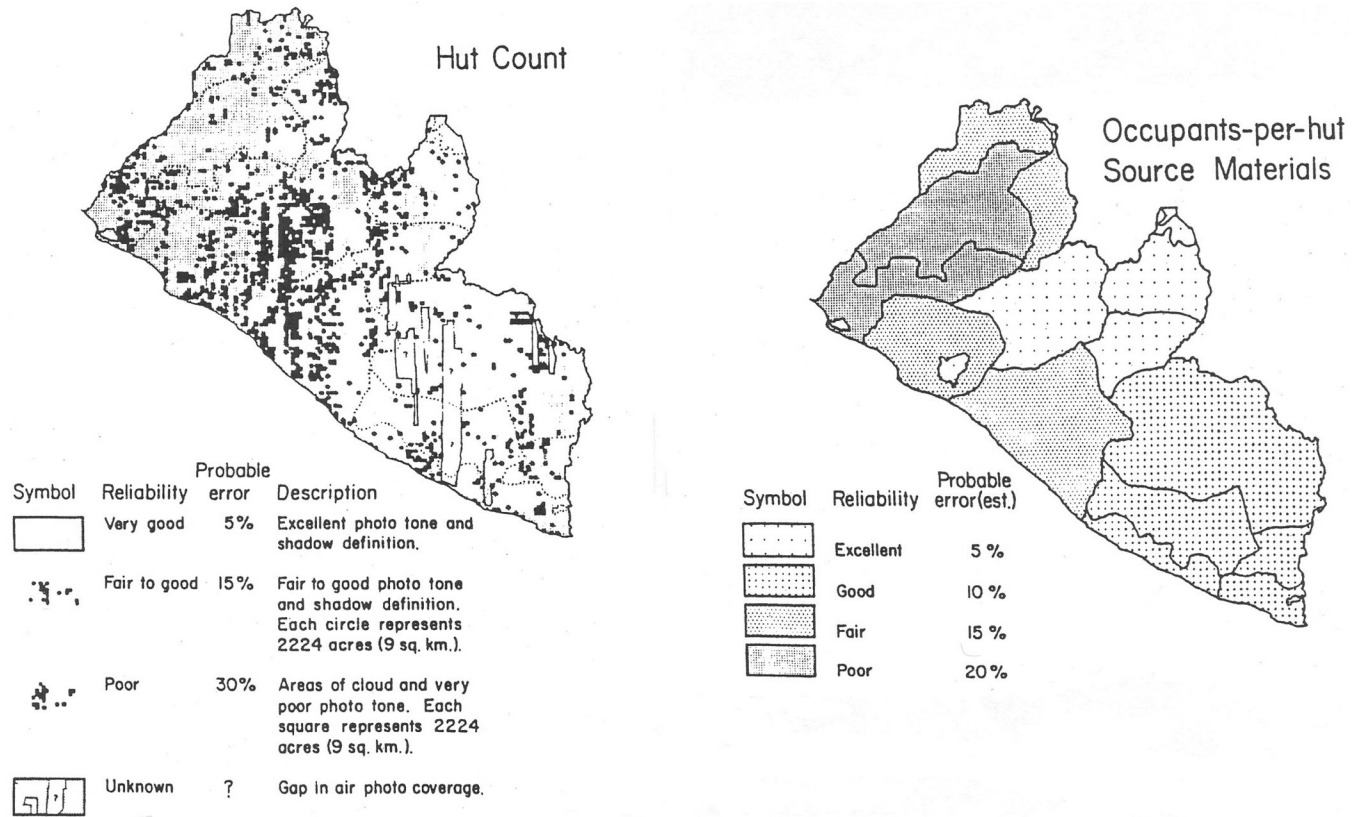 Hut Count
Symbol Reliability Probable error Description
Very good 5% Excellent photo tone and
shadow definition.
Fair to good 15% Fair to good photo tone
and shadow definition.
Each circle represents
2224 acres (9 sq. km.).
Poor 30% Areas of cloud and very
poor photo tone. Each
square represents 2224
acres (9 sq. km.).
Unknown ? Gap in air photo coverage.
Occupants-per-hut
Source Materials
Symbol Reliability Probable error(est.)
Excellent 5 %
Good 10 %
Fair 15 %
Poor 20 %